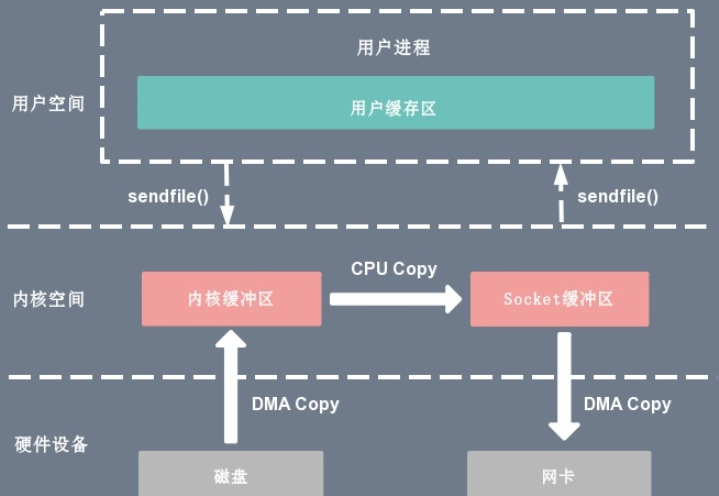 用户进程
用户空间
用户缓存区
sendfile()
sendfile()
CPU Copy
内核空间
内核缓冲区
Socket缓冲区
DMA Copy
DMA Copy
硬件设备
磁盘
网卡